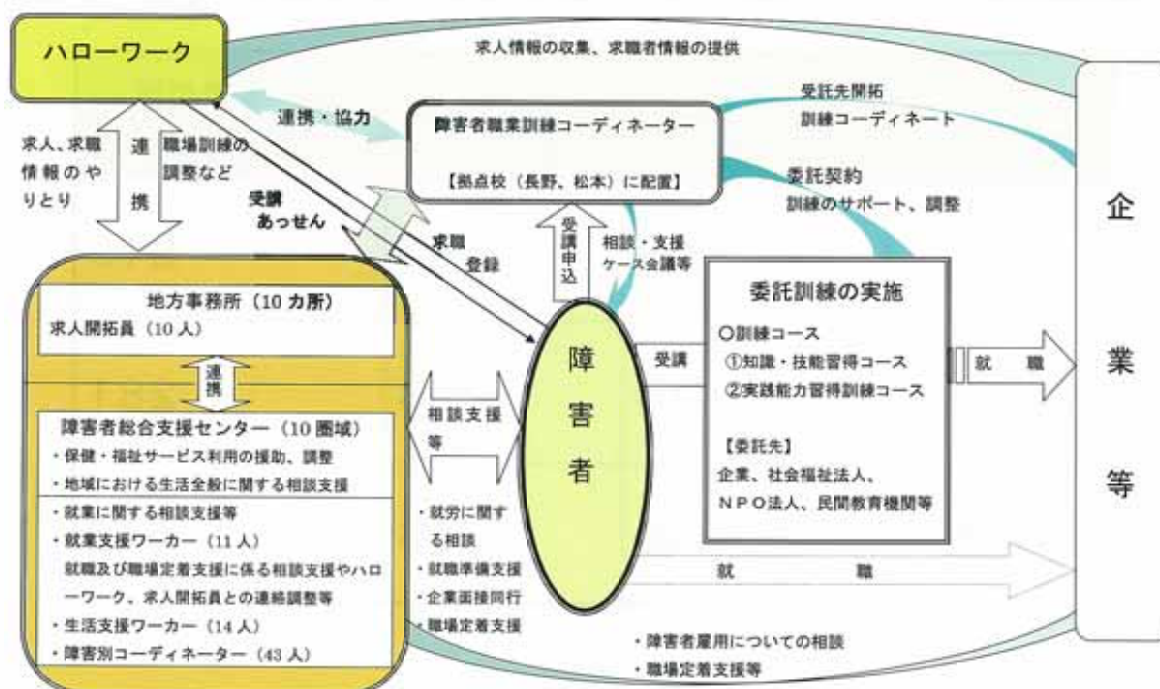 ハローワーク
求人情報の収集、求職者情報の提供
連携・協力
障害者職業訓練コーディネーター
【拠点校（長野、松本）に配置】
受託先開拓
訓練コーディネート
委託契約
訓練のサポート、調整
企業等
求人、求職
情報のや
りとり
連携
職場訓練の
調整など
受講
あっせん
求職
登録
受講申込
相談・支援
ケース会議等
地方事務所（10カ所）
求人開拓員（10人）
連携
障害者総合支援センター（10圏域）
・保健・福祉サービス利用の援助、調整
・地域における生活全般に関する相談支援
・就業に関する相談支援等
・就業支援ワーカー（11人）
就職及び職場定着支援に係る相談支援やハロ
ーワーク、求人開拓員との連絡調整等
・生活支援ワーカー（14人）
・障害別コーディネーター（43人）
相談支援
等
・就労に関す
る相談
・就職準備支援
・企業面接同行
・職場定着支援
障害者
受講
委託訓練の実施
○訓練コース
①知識・技能習得コース
②実践能力習得訓練コース
【委託先】
企業、社会福祉法人、
ＮＰＯ法人、民間教育機関等
就職
就職
・障害者雇用についての相談
・職場定着支援等